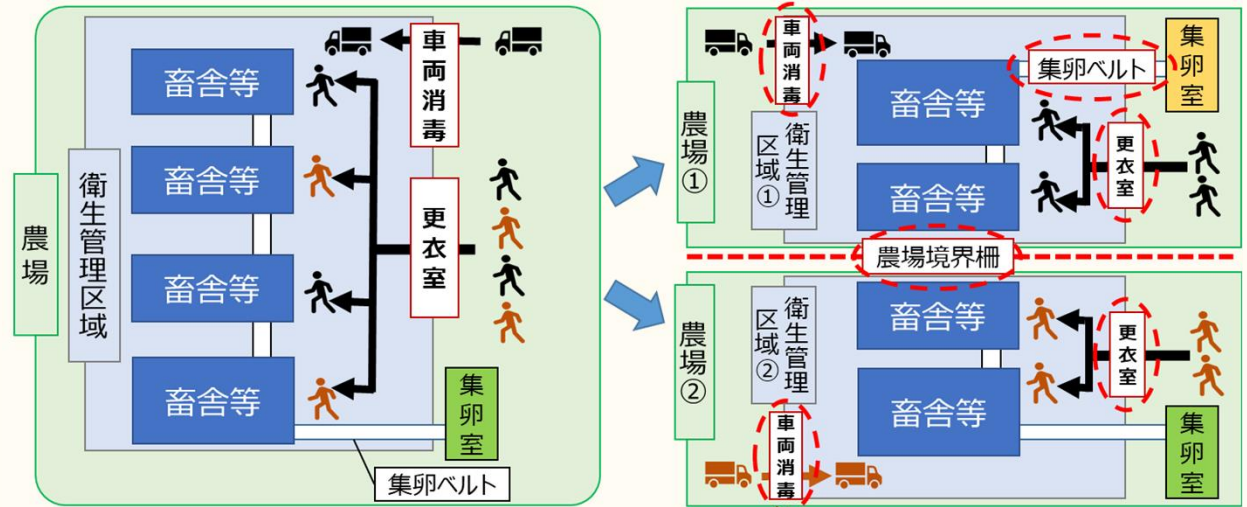 農場
衛生管理区域
畜舎等
畜舎等
畜舎等
畜舎等
車両消毒
更衣室
集卵室
集卵ベルト
農場①
衛生管理
区域①
車両消毒
畜舎等
畜舎等
集卵ベルト
集卵室
更衣室
農場境界柵
農場②
衛生管理
区域②
車両消毒
畜舎等
畜舎等
更衣室
集卵室